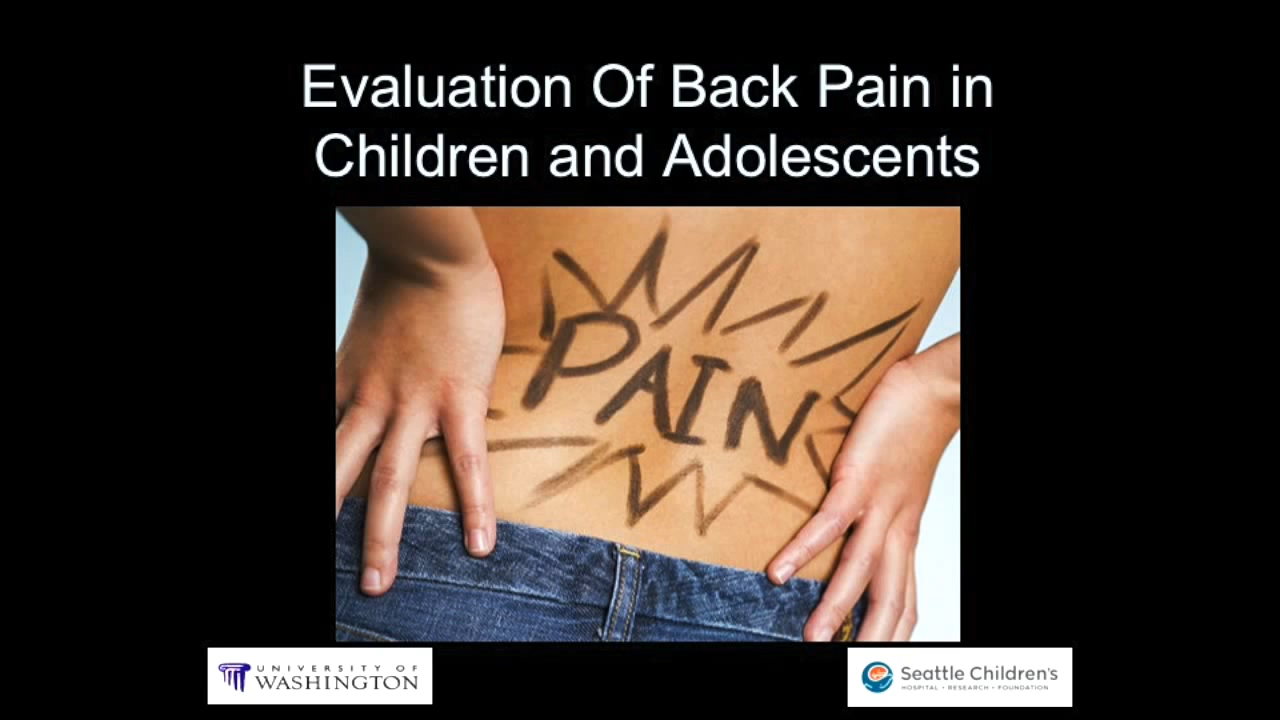 Evaluation Of Back Pain in
Children and Adolescents
PAIN
UNIVERSITY OF
WASHINGTON
Seattle Children's
HOSPITAL • RESEARCH • FOUNDATION